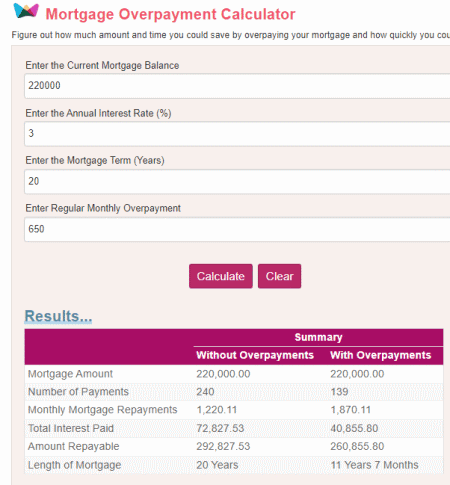 Mortgage Overpayment Calculator
Figure out how much amount and time you could save by overpaying your mortgage and how quickly you cou
Enter the Current Mortgage Balance
220000
Enter the Annual Interest Rate (%)
3
Enter the Mortgage Term (Years)
20
Enter Regular Monthly Overpayment
650
Calculate Clear
Results...
Summary
Without Overpayments With Overpayments
Mortgage Amount 220,000.00 220,000.00
Number of Payments 240 139
Monthly Mortgage Repayments 1,220.11 1,870.11
Total Interest Paid 72,827.53 40,855.80
Amount Repayable 292,827.53 260,855.80
Length of Mortgage 20 Years 11 Years 7 Months